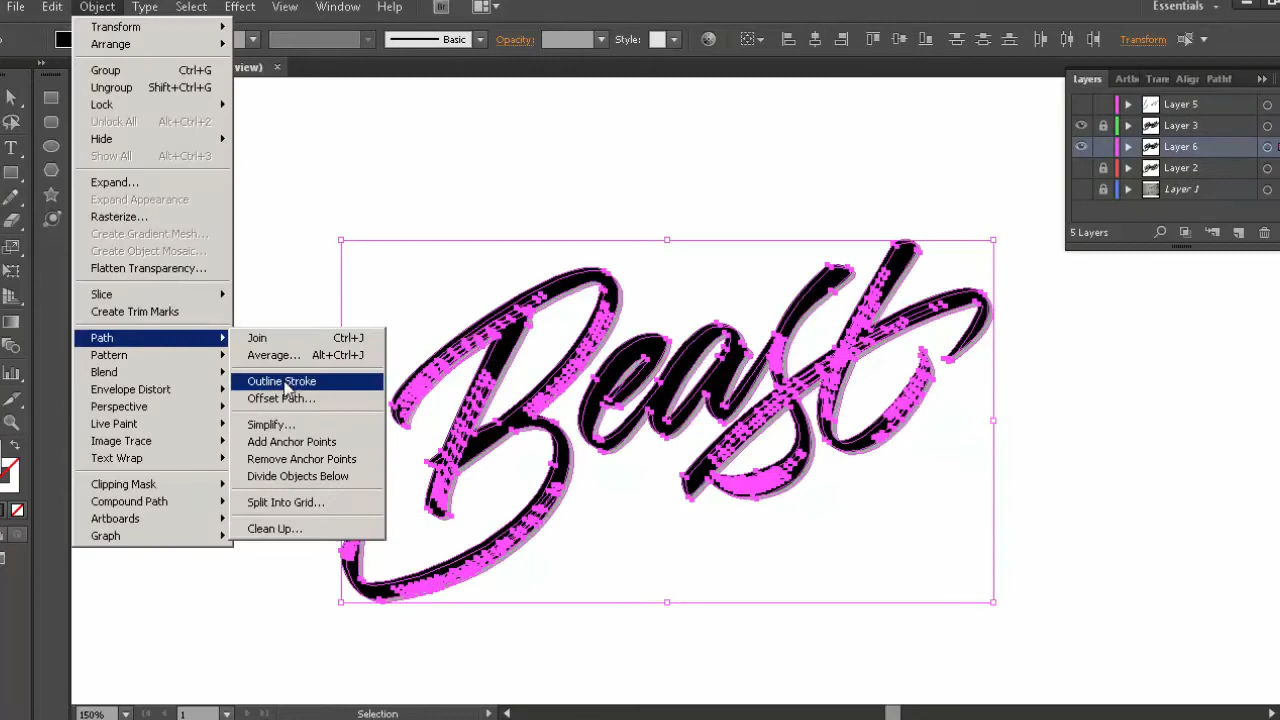 File Edit Object Type Select Effect View Window Help Br Essentials
Basic Opacity: Style: Transform
view) ×
Transform
Arrange
Group Ctrl+G
Ungroup Shift+Ctrl+G
Lock
Unlock All Alt+Ctrl+2
Hide
Show All Alt+Ctrl+3
Expand...
Expand Appearance
Rasterize...
Create Gradient Mesh...
Create Object Mosaic...
Flatten Transparency...
Slice
Create Trim Marks
Path
Pattern
Blend
Envelope Distort
Perspective
Live Paint
Image Trace
Text Wrap
Clipping Mask
Compound Path
Artboards
Graph
Join Ctrl+J
Average... Alt+Ctrl+J
Outline Stroke
Offset Path...
Simplify...
Add Anchor Points
Remove Anchor Points
Divide Objects Below
Split Into Grid...
Clean Up...
Beast
Layers Artb Tran Aligr Pathf
Layer 5
Layer 3
Layer 6
Layer 2
Layer 1
5 Layers
150% 1 Selection